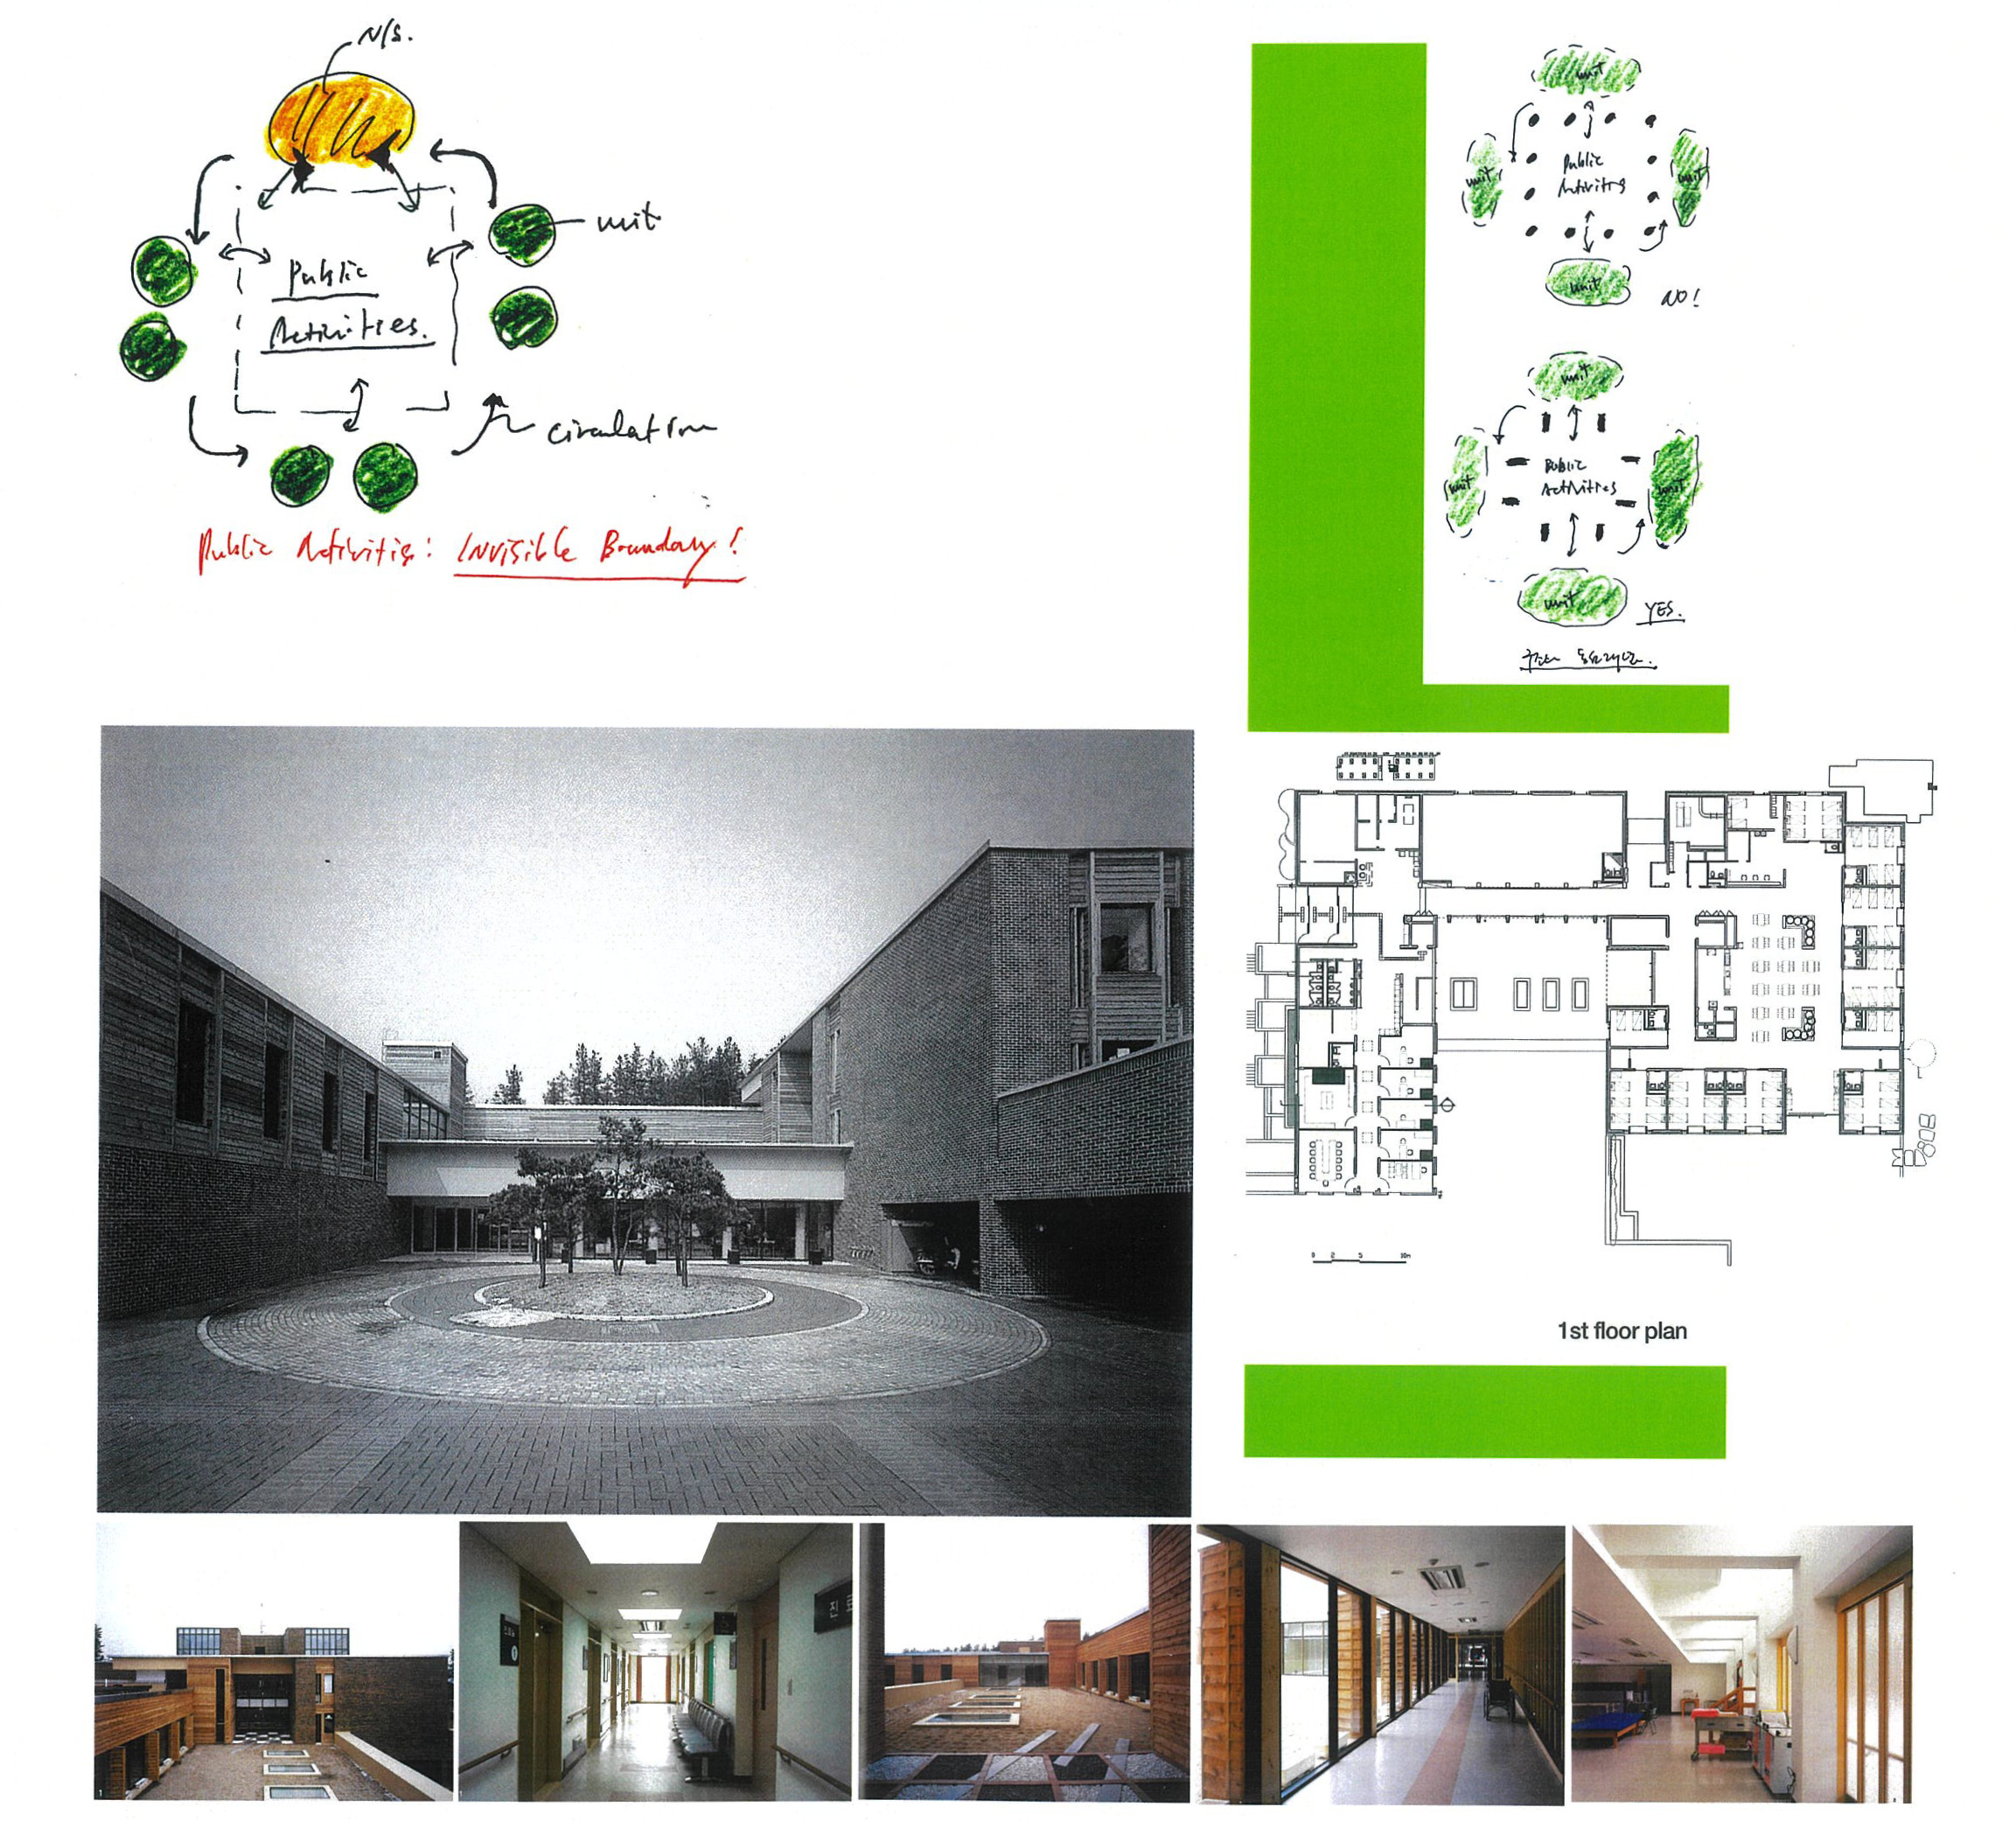 N/S.
unit
Public
Activities.
circulation
Public Activities: Invisible Boundary!
unit
unit
Public
Activities
unit
unit
NO!
unit
unit
Public
Activities
unit
unit
YES.
0 2 5 10m
1st floor plan
진료
1